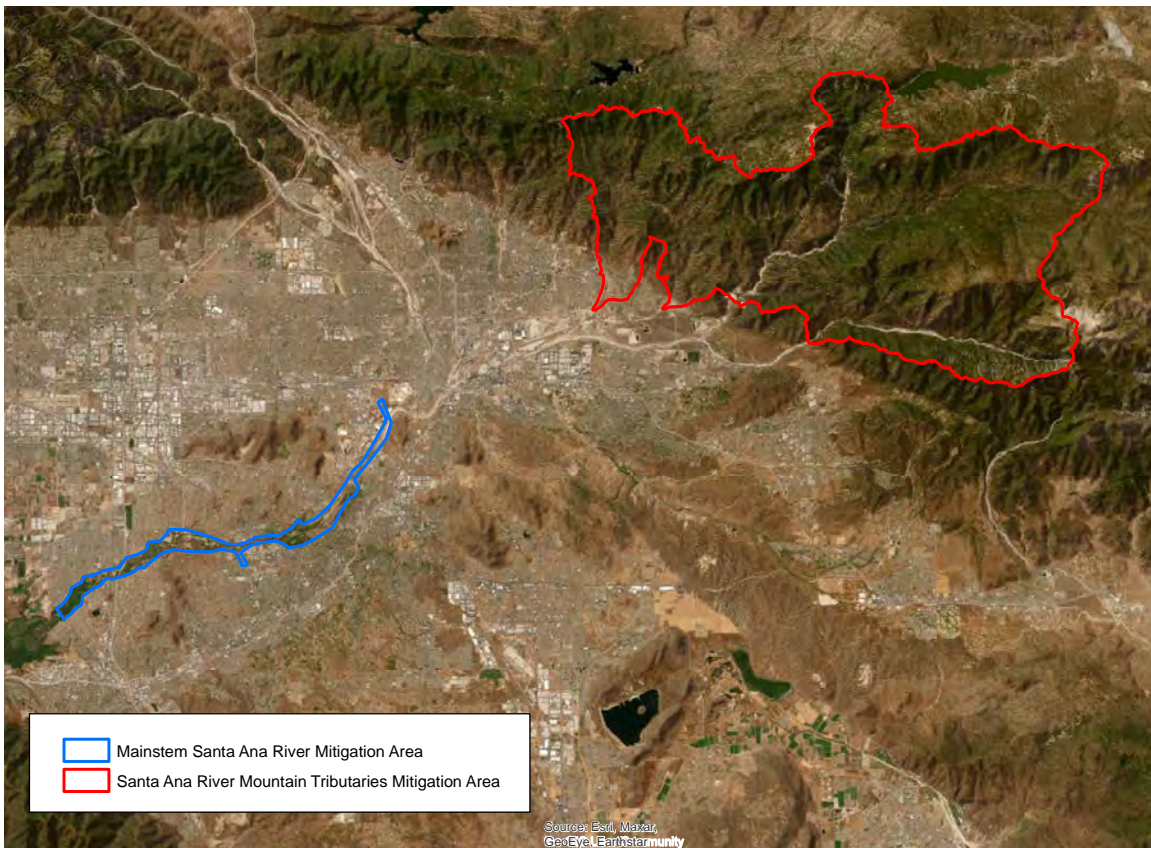 Mainstem Santa Ana River Mitigation Area
Santa Ana River Mountain Tributaries Mitigation Area
Source: Esri, Maxar,
GeoEye, Earthstar